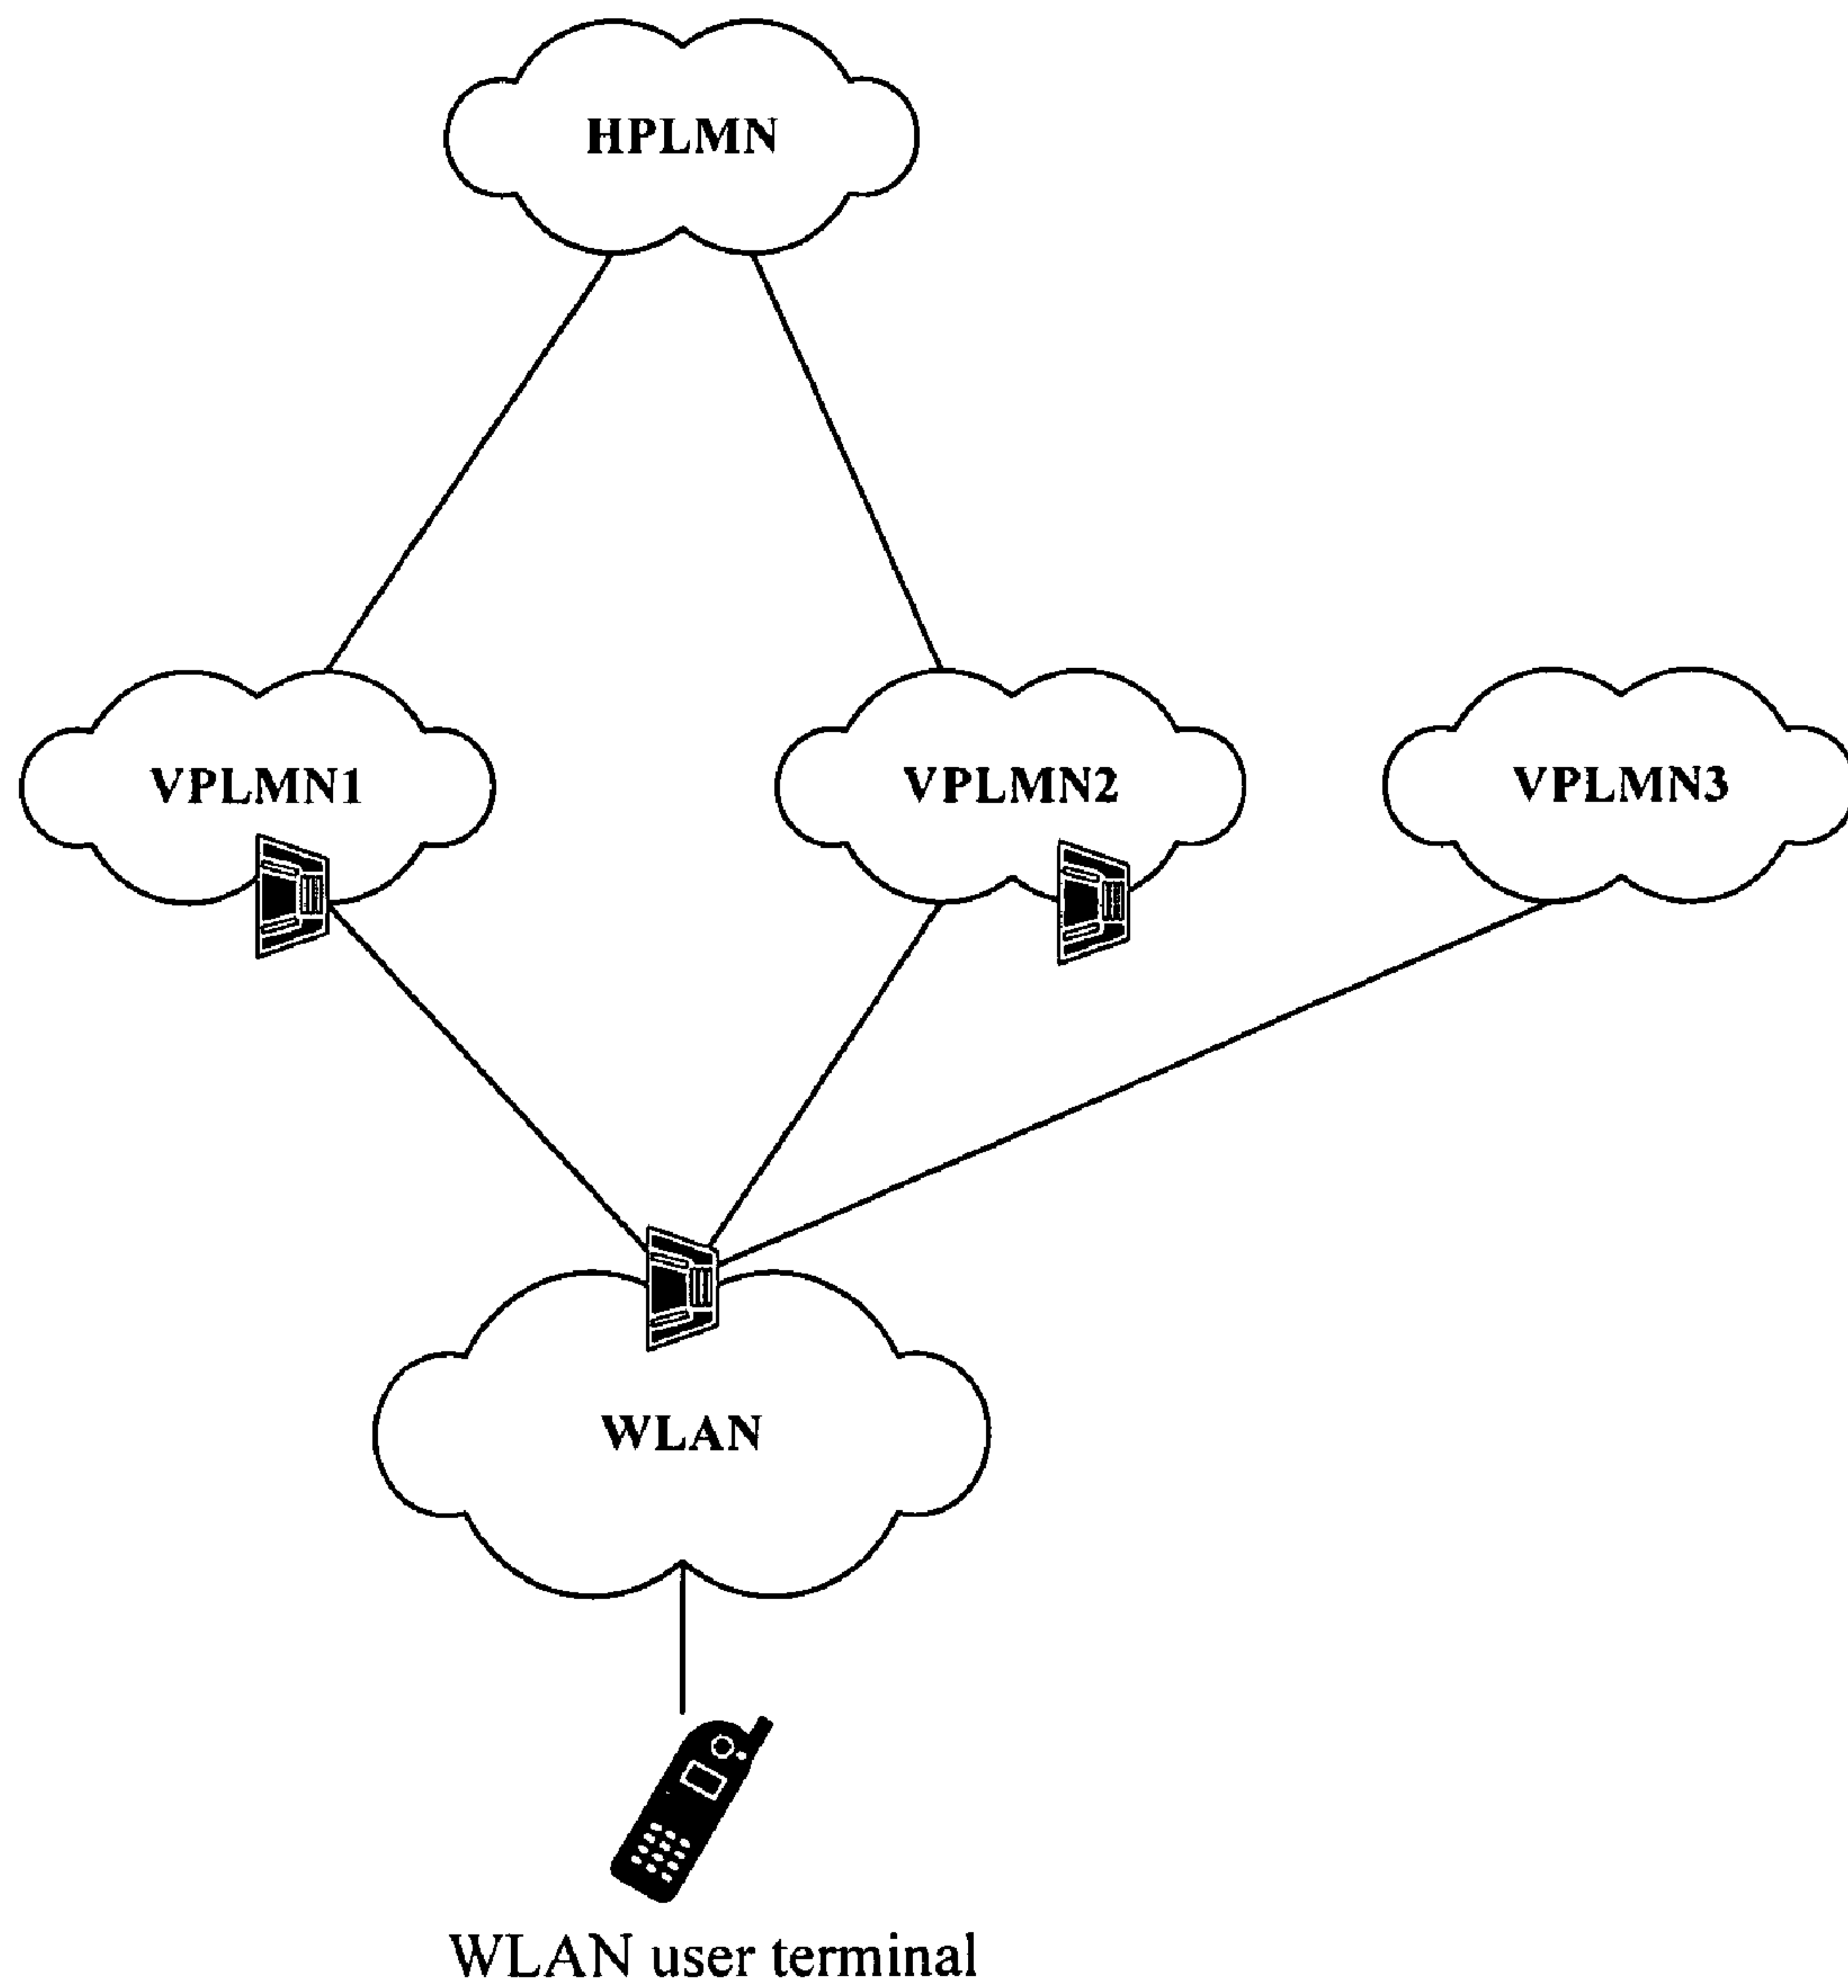 HPLMN
VPLMN1
VPLMN2
VPLMN3
WLAN
WLAN user terminal